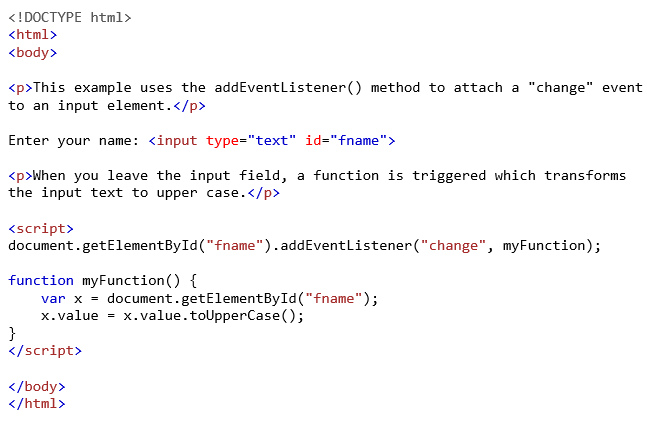 <!DOCTYPE html>
<html>
<body>
<p>This example uses the addEventListener() method to attach a "change" event
to an input element.</p>
Enter your name: <input type="text" id="fname">
<p>When you leave the input field, a function is triggered which transforms
the input text to upper case.</p>
<script>
document.getElementById("fname").addEventListener("change", myFunction);
function myFunction() {
    var x = document.getElementById("fname");
    x.value = x.value.toUpperCase();
}
</script>
</body>
</html>